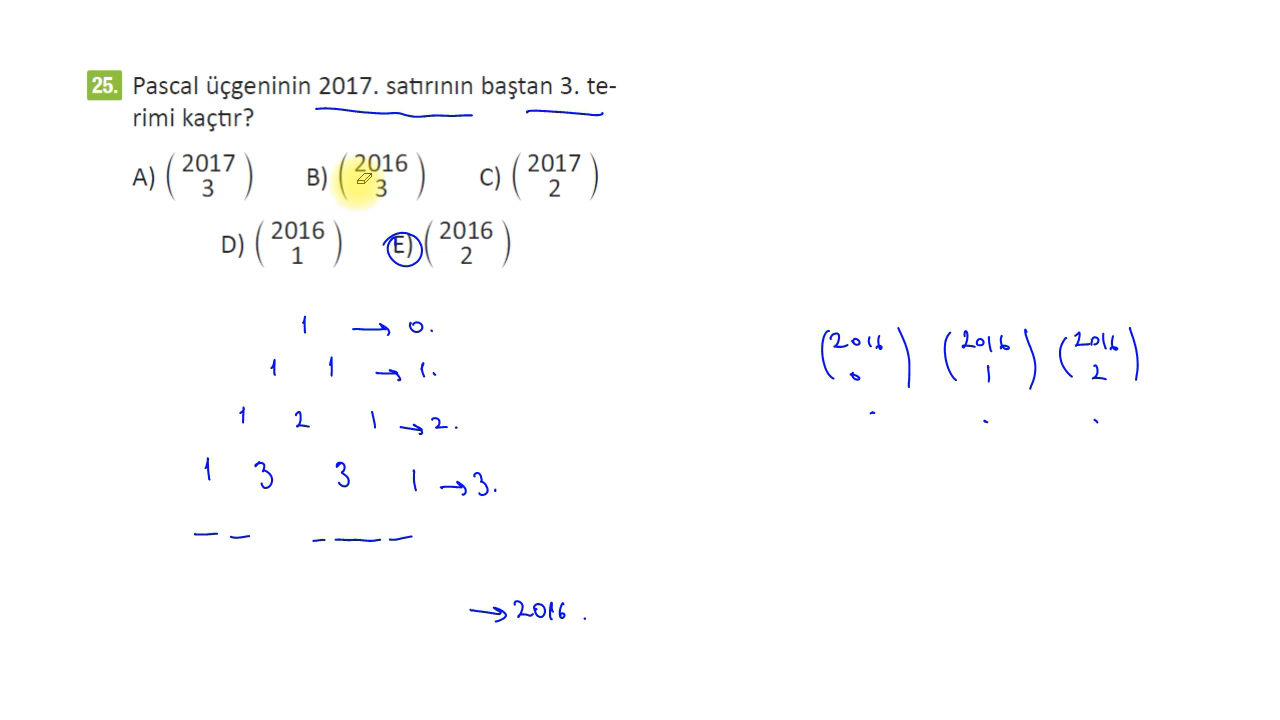 25. Pascal üçgeninin 2017. satırının baştan 3. te-
rimi kaçtır?
A) (2017 3) B) (2016 3) C) (2017 2)
D) (2016 1) E) (2016 2)
1 → 0.
1 1 → 1.
1 2 1 → 2.
1 3 3 1 → 3.
→ 2016.
(2016 0) (2016 1) (2016 2)